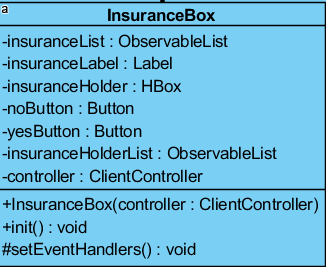 a
InsuranceBox
-insuranceList : ObservableList
-insuranceLabel : Label
-insuranceHolder : HBox
-noButton : Button
-yesButton : Button
-insuranceHolderList : ObservableList
-controller : ClientController
+InsuranceBox(controller : ClientController)
+init() : void
#setEventHandlers() : void